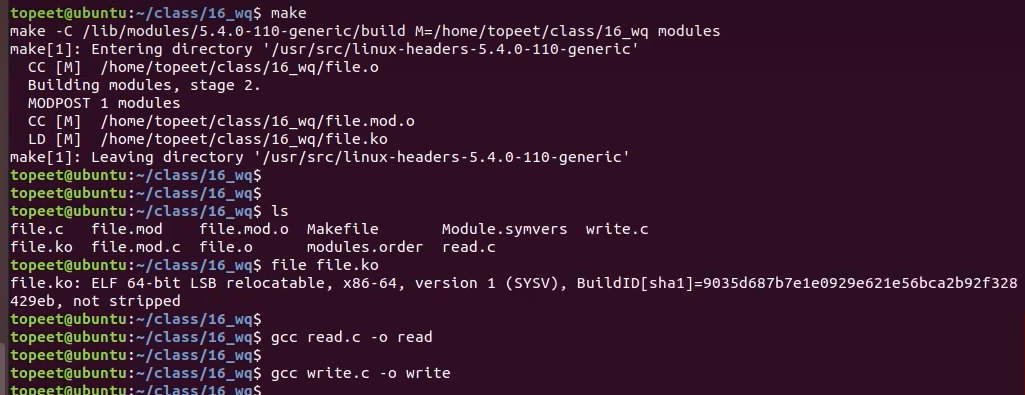 topeet@ubuntu:~/class/16_wq$ make
make -C /lib/modules/5.4.0-110-generic/build M=/home/topeet/class/16_wq modules
make[1]: Entering directory '/usr/src/linux-headers-5.4.0-110-generic'
  CC [M]  /home/topeet/class/16_wq/file.o
  Building modules, stage 2.
  MODPOST 1 modules
  CC [M]  /home/topeet/class/16_wq/file.mod.o
  LD [M]  /home/topeet/class/16_wq/file.ko
make[1]: Leaving directory '/usr/src/linux-headers-5.4.0-110-generic'
topeet@ubuntu:~/class/16_wq$
topeet@ubuntu:~/class/16_wq$
topeet@ubuntu:~/class/16_wq$ ls
file.c   file.mod    file.mod.o  Makefile       Module.symvers  write.c
file.ko  file.mod.c  file.o      modules.order  read.c
topeet@ubuntu:~/class/16_wq$ file file.ko
file.ko: ELF 64-bit LSB relocatable, x86-64, version 1 (SYSV), BuildID[sha1]=9035d687b7e1e0929e621e56bca2b92f328
429eb, not stripped
topeet@ubuntu:~/class/16_wq$
topeet@ubuntu:~/class/16_wq$ gcc read.c -o read
topeet@ubuntu:~/class/16_wq$
topeet@ubuntu:~/class/16_wq$ gcc write.c -o write
topeet@ubuntu:~/class/16_wq$